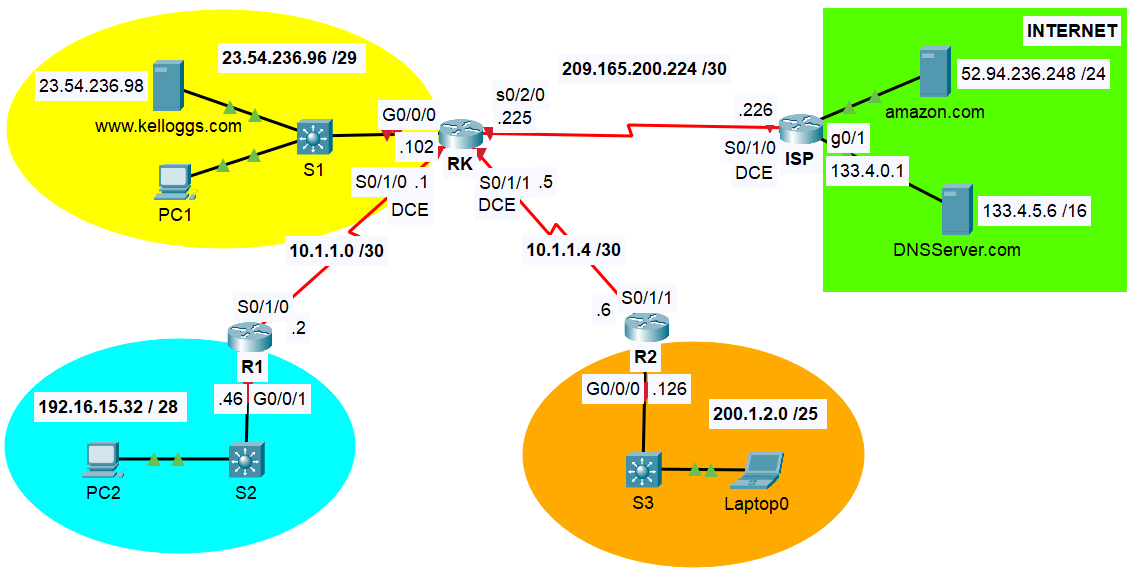 INTERNET
23.54.236.96 /29
209.165.200.224 /30
52.94.236.248 /24
amazon.com
23.54.236.98
www.kelloggs.com
G0/0/0
s0/2/0
.225
.226
S0/1/0
DCE
ISP
g0/1
133.4.0.1
S1
.102
RK
PC1
S0/1/0 .1
DCE
S0/1/1 .5
DCE
133.4.5.6 /16
DNSServer.com
10.1.1.0 /30
10.1.1.4 /30
S0/1/0
.2
S0/1/1
.6
R1
R2
.46 G0/0/1
G0/0/0 .126
192.16.15.32 / 28
200.1.2.0 /25
PC2
S2
S3
Laptop0